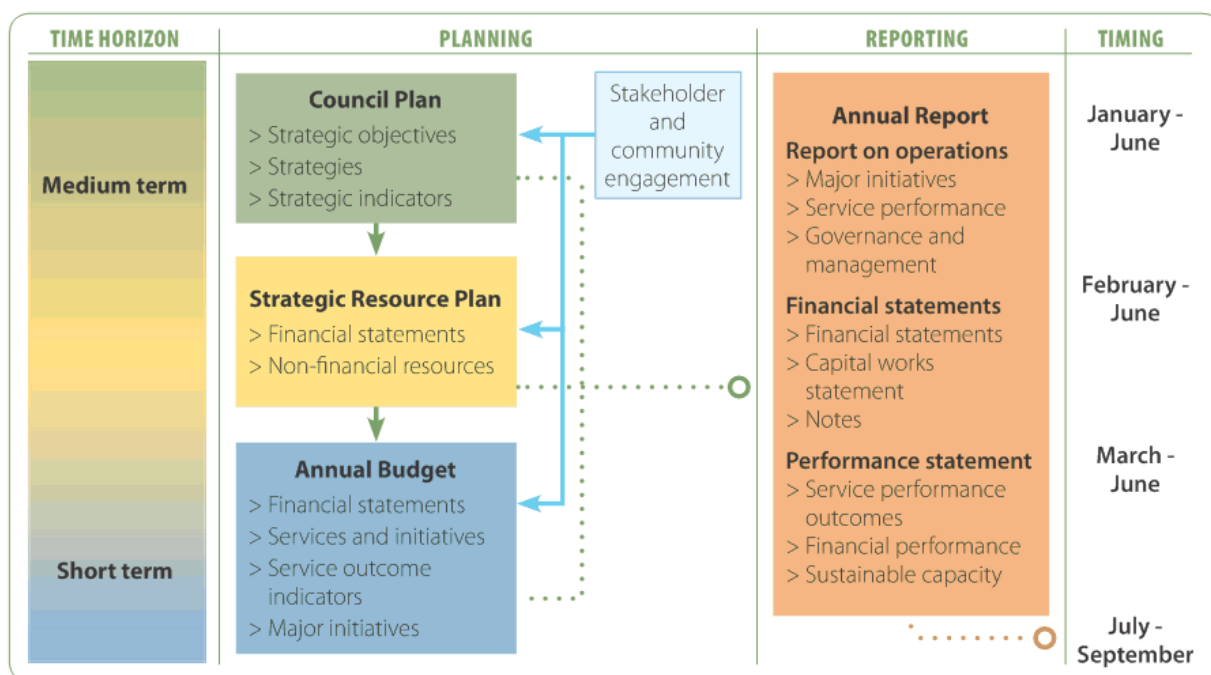 TIME HORIZON
PLANNING
REPORTING
TIMING
Medium term
Short term
Council Plan
> Strategic objectives
> Strategies
> Strategic indicators
Strategic Resource Plan
> Financial statements
> Non-financial resources
Annual Budget
> Financial statements
> Services and initiatives
> Service outcome
indicators
> Major initiatives
Stakeholder
and
community
engagement
Annual Report
Report on operations
> Major initiatives
> Service performance
> Governance and
management
Financial statements
> Financial statements
> Capital works
statement
> Notes
Performance statement
> Service performance
outcomes
> Financial performance
> Sustainable capacity
January -
June
February -
June
March -
June
July -
September